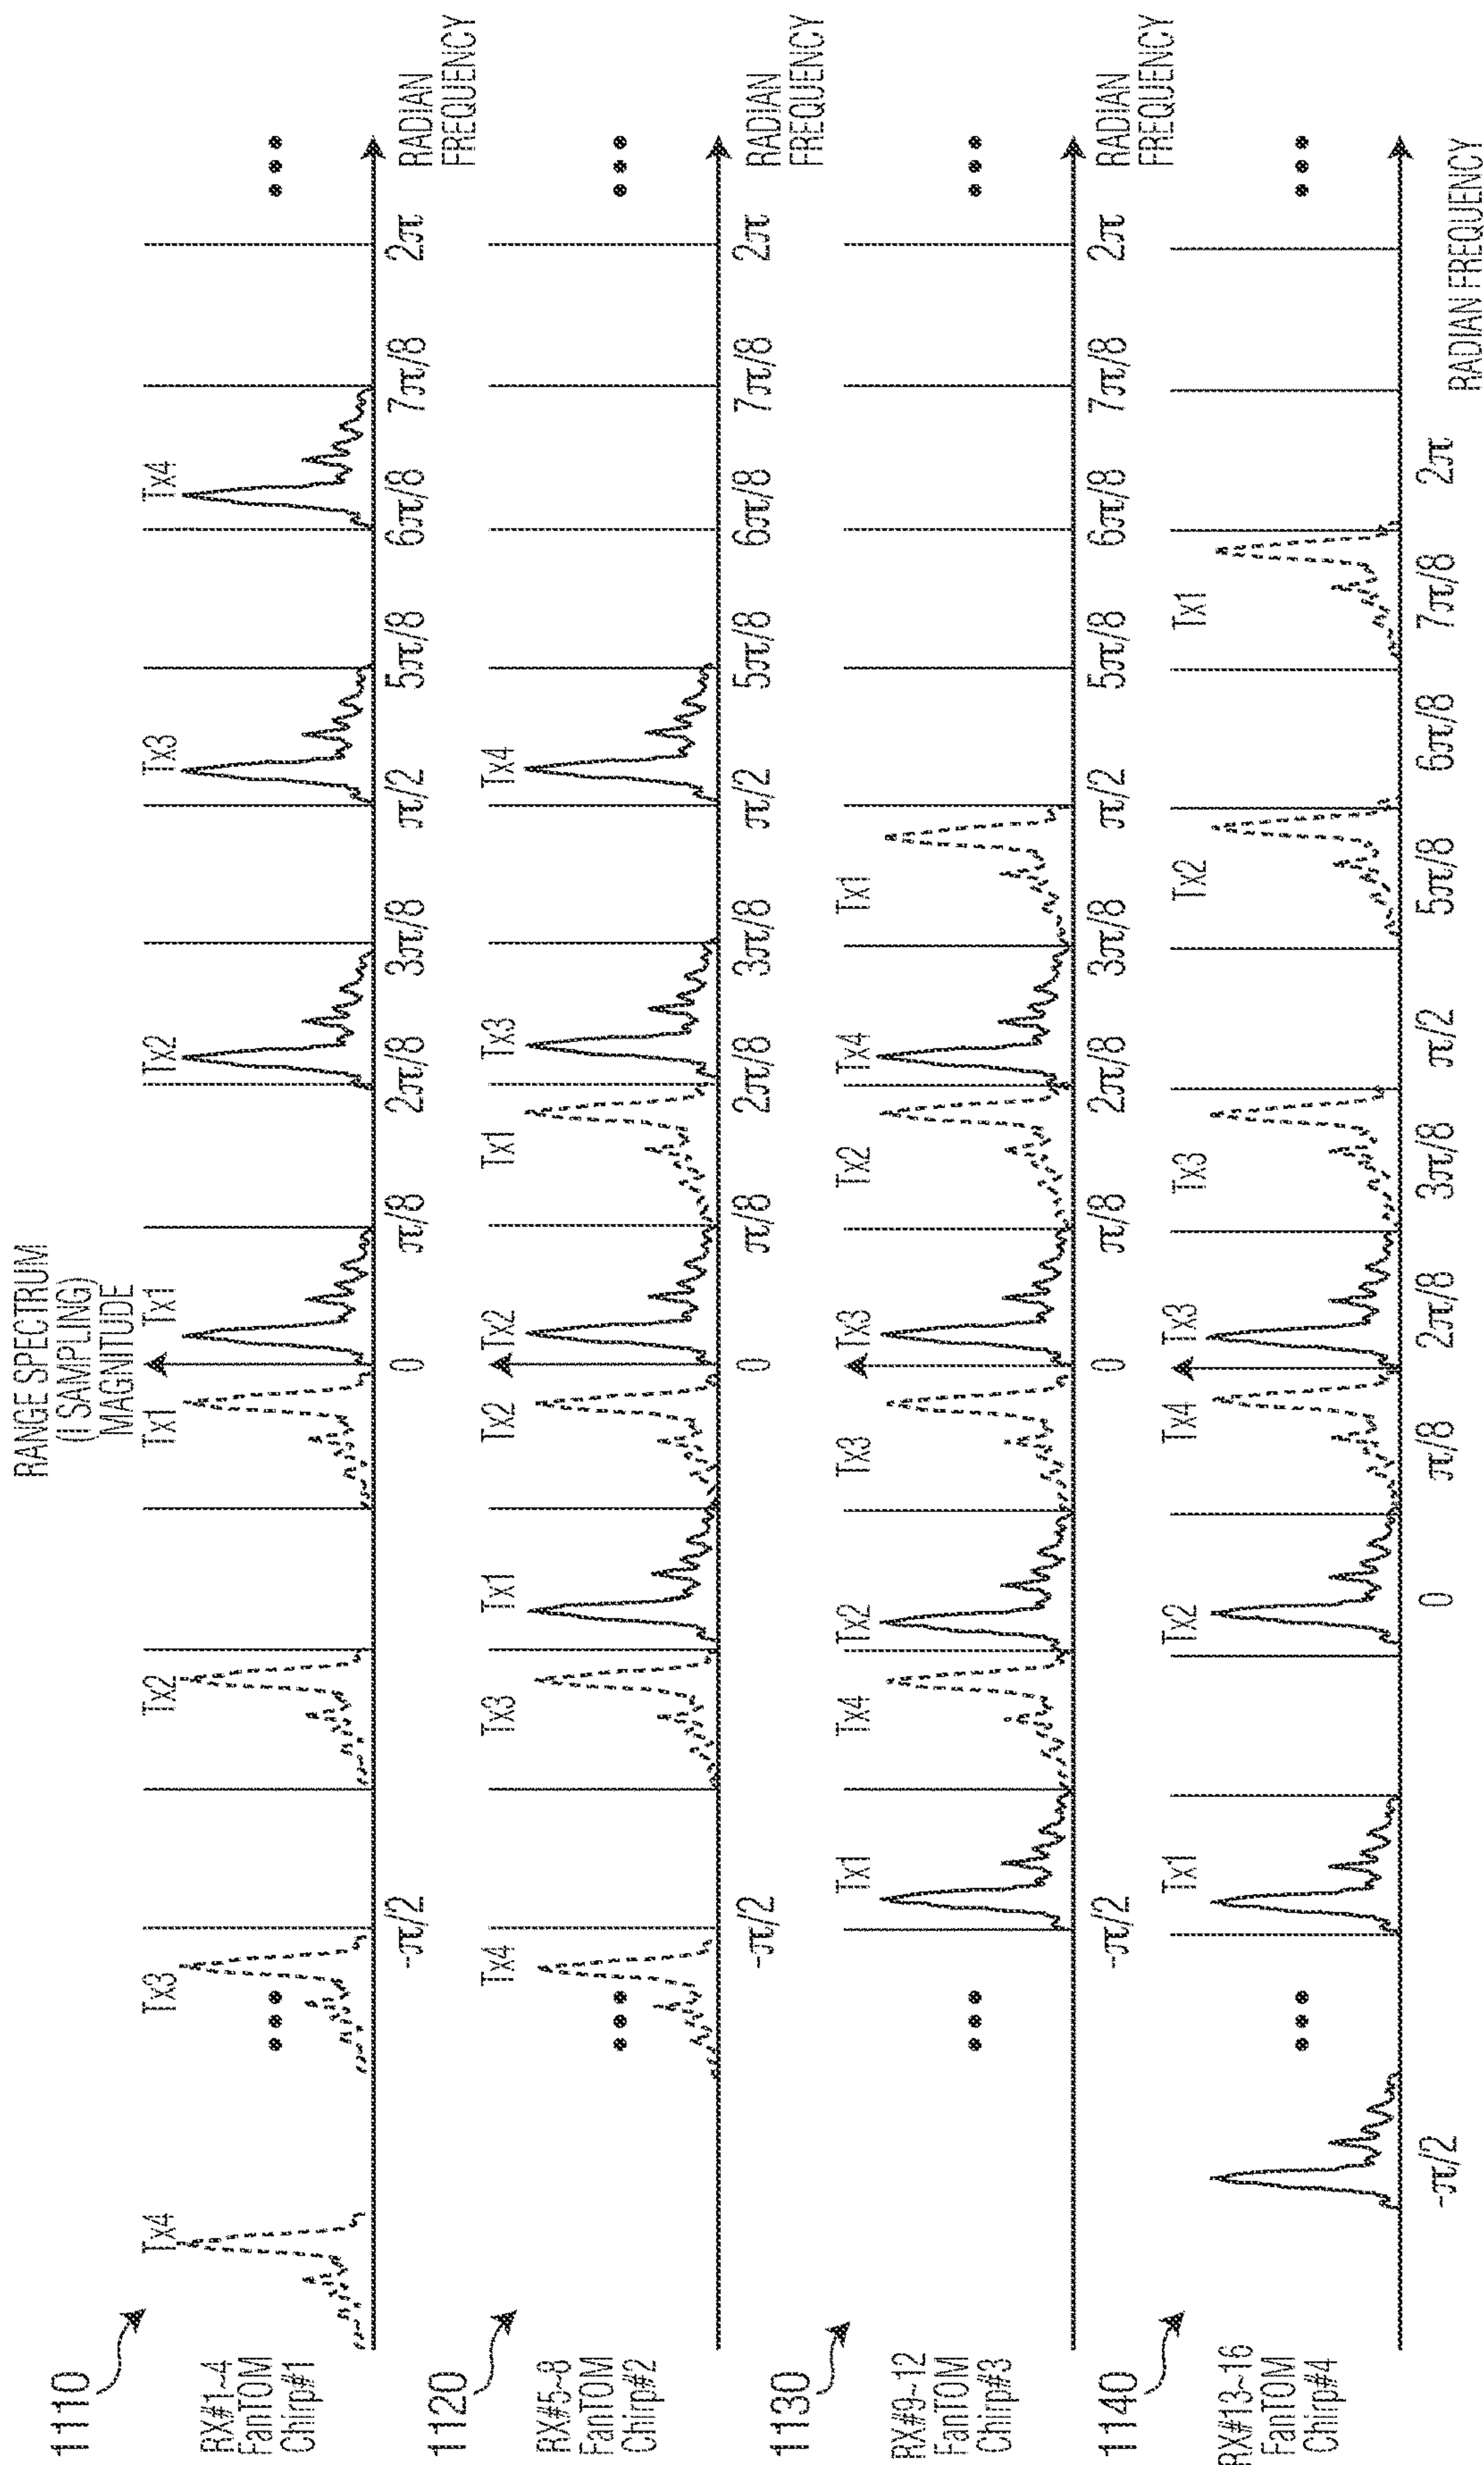 RANGE SPECTRUM
(I SAMPLING)
MAGNITUDE
1110
RX#1~4
FanTOM
Chirp#1
Tx4
Tx3
Tx2
Tx1
Tx1
Tx2
Tx3
Tx4
-π/2
0
π/8
2π/8
3π/8
π/2
5π/8
6π/8
7π/8
2π
RADIAN
FREQUENCY
1120
RX#5~8
FanTOM
Chirp#2
Tx4
Tx3
Tx1
Tx2
Tx2
Tx1
Tx3
Tx4
-π/2
0
π/8
2π/8
3π/8
π/2
5π/8
6π/8
7π/8
2π
RADIAN
FREQUENCY
1130
RX#9~12
FanTOM
Chirp#3
Tx1
Tx4
Tx2
Tx3
Tx3
Tx2
Tx4
Tx1
-π/2
0
π/8
2π/8
3π/8
π/2
5π/8
6π/8
7π/8
2π
RADIAN
FREQUENCY
1140
RX#13~16
FanTOM
Chirp#4
Tx1
Tx2
Tx4
Tx3
Tx3
Tx2
Tx1
-π/2
0
π/8
2π/8
3π/8
π/2
5π/8
6π/8
7π/8
2π
RADIAN FREQUENCY